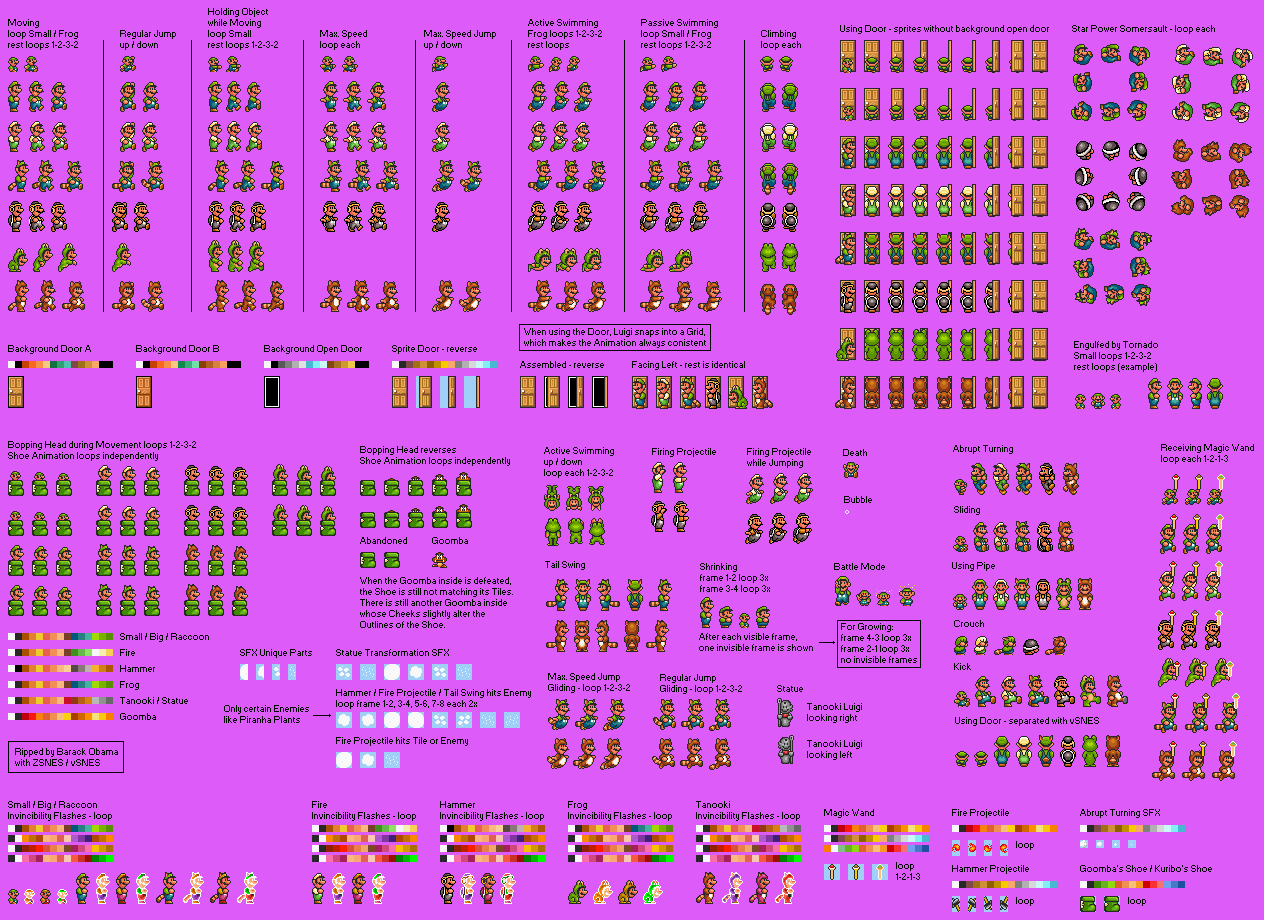 Moving
loop Small / Frog
rest loops 1-2-3-2
Regular Jump
up / down
Holding Object
while Moving
loop Small
rest loops 1-2-3-2
Max. Speed
loop each
Max. Speed Jump
up / down
Active Swimming
Frog loops 1-2-3-2
rest loops
Passive Swimming
loop Small / Frog
rest loops 1-2-3-2
Climbing
loop each
Using Door - sprites without background open door
Star Power Somersault - loop each
When using the Door, Luigi snaps into a Grid,
which makes the Animation always conistent
Background Door A
Background Door B
Background Open Door
Sprite Door - reverse
Assembled - reverse
Facing Left - rest is identical
Engulfed by Tornado
Small loops 1-2-3-2
rest loops (example)
Bopping Head during Movement loops 1-2-3-2
Shoe Animation loops independently
Bopping Head reverses
Shoe Animation loops independently
Abandoned
Goomba
When the Goomba inside is defeated,
the Shoe is still not matching its Tiles.
There is still another Goomba inside
whose Cheeks slightly alter the
Outlines of the Shoe.
Active Swimming
up / down
loop each 1-2-3-2
Firing Projectile
Firing Projectile
while Jumping
Death
Bubble
Abrupt Turning
Sliding
Using Pipe
Crouch
Kick
Using Door - separated with vSNES
Receiving Magic Wand
loop each 1-2-1-3
Tail Swing
Shrinking
frame 1-2 loop 3x
frame 3-4 loop 3x
After each visible frame,
one invisible frame is shown
Battle Mode
For Growing:
frame 4-3 loop 3x
frame 2-1 loop 3x
no invisible frames
Small / Big / Raccoon
Fire
Hammer
Frog
Tanooki / Statue
Goomba
SFX Unique Parts
Only certain Enemies
like Piranha Plants
Statue Transformation SFX
Hammer / Fire Projectile / Tail Swing hits Enemy
loop frame 1-2, 3-4, 5-6, 7-8 each 2x
Fire Projectile hits Tile or Enemy
Max. Speed Jump
Gliding - loop 1-2-3-2
Regular Jump
Gliding - loop 1-2-3-2
Statue
Tanooki Luigi
looking right
Tanooki Luigi
looking left
Ripped by Barack Obama
with ZSNES / vSNES
Small / Big / Raccoon
Invincibility Flashes - loop
Fire
Invincibility Flashes - loop
Hammer
Invincibility Flashes - loop
Frog
Invincibility Flashes - loop
Tanooki
Invincibility Flashes - loop
Magic Wand
loop
1-2-1-3
Fire Projectile
loop
Hammer Projectile
loop
Abrupt Turning SFX
Goomba's Shoe / Kuribo's Shoe
loop